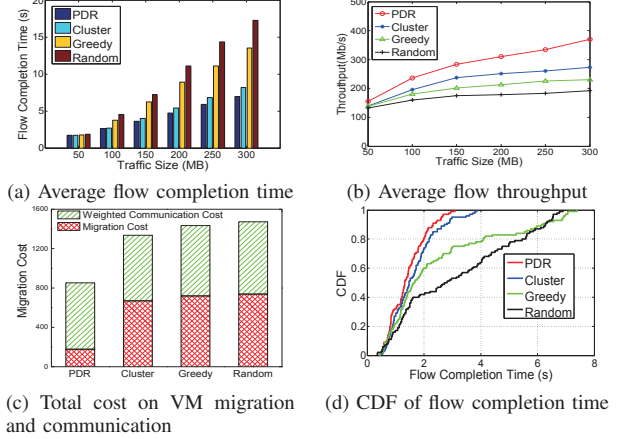 Flow Completion Time (s)
20
15
10
5
0
PDR
Cluster
Greedy
Random
50 100 150 200 250 300
Traffic Size (MB)
(a) Average flow completion time
Throuthput(Mb/s)
500
400
300
200
100
0
PDR
Cluster
Greedy
Random
50 100 150 200 250 300
Traffic Size (MB)
(b) Average flow throughput
Migration Cost
1600
1200
800
400
0
Weighted Communication Cost
Migration Cost
PDR Cluster Greedy Random
(c) Total cost on VM migration
and communication
CDF
1
0.8
0.6
0.4
0.2
0
PDR
Cluster
Greedy
Random
0 2 4 6 8
Flow Completion Time (s)
(d) CDF of flow completion time